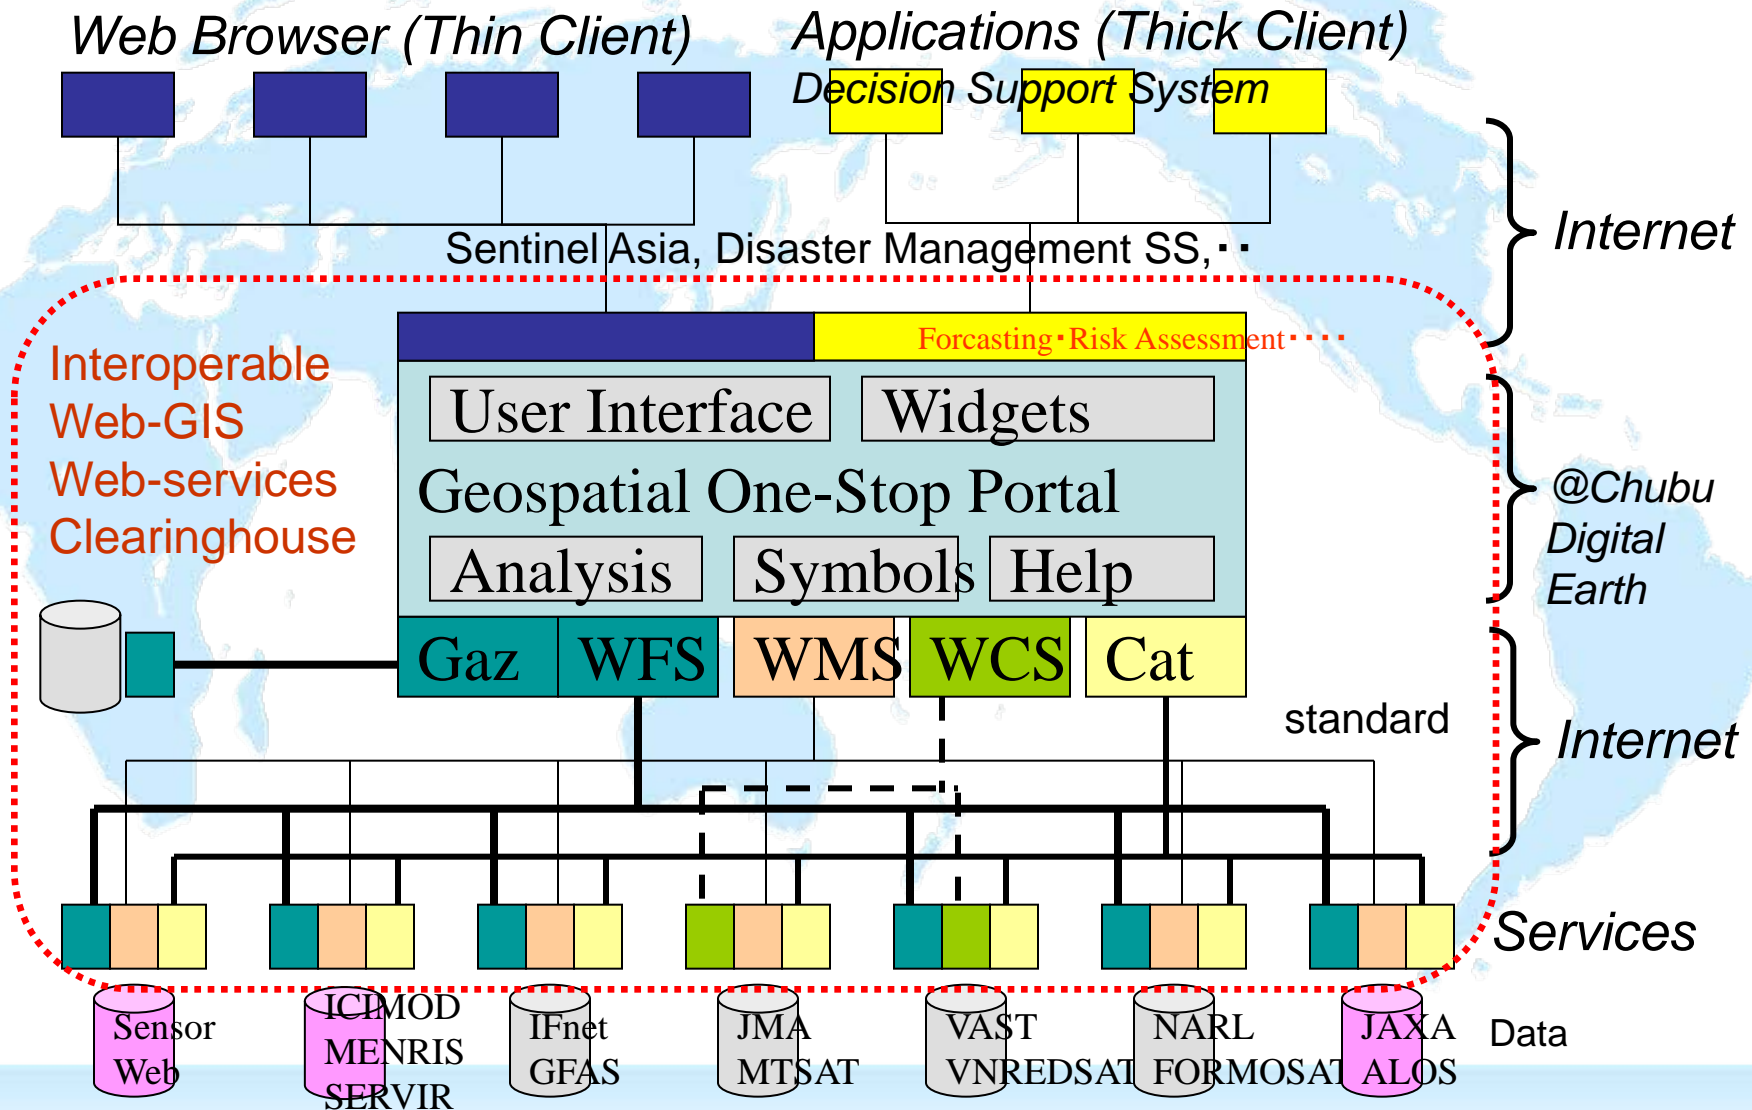 Web Browser (Thin Client)
Applications (Thick Client)
Decision Support System
Internet
Sentinel Asia, Disaster Management SS,・・
Forcasting・Risk Assessment・・・・
Interoperable
Web-GIS
Web-services
Clearinghouse
User Interface
Widgets
Geospatial One-Stop Portal
Analysis
Symbols
Help
@Chubu
Digital
Earth
Gaz
WFS
WMS
WCS
Cat
standard
Internet
Services
Sensor
Web
ICIMOD
MENRIS
SERVIR
IFnet
GFAS
JMA
MTSAT
VAST
VNREDSAT
NARL
FORMOSAT
JAXA
ALOS
Data